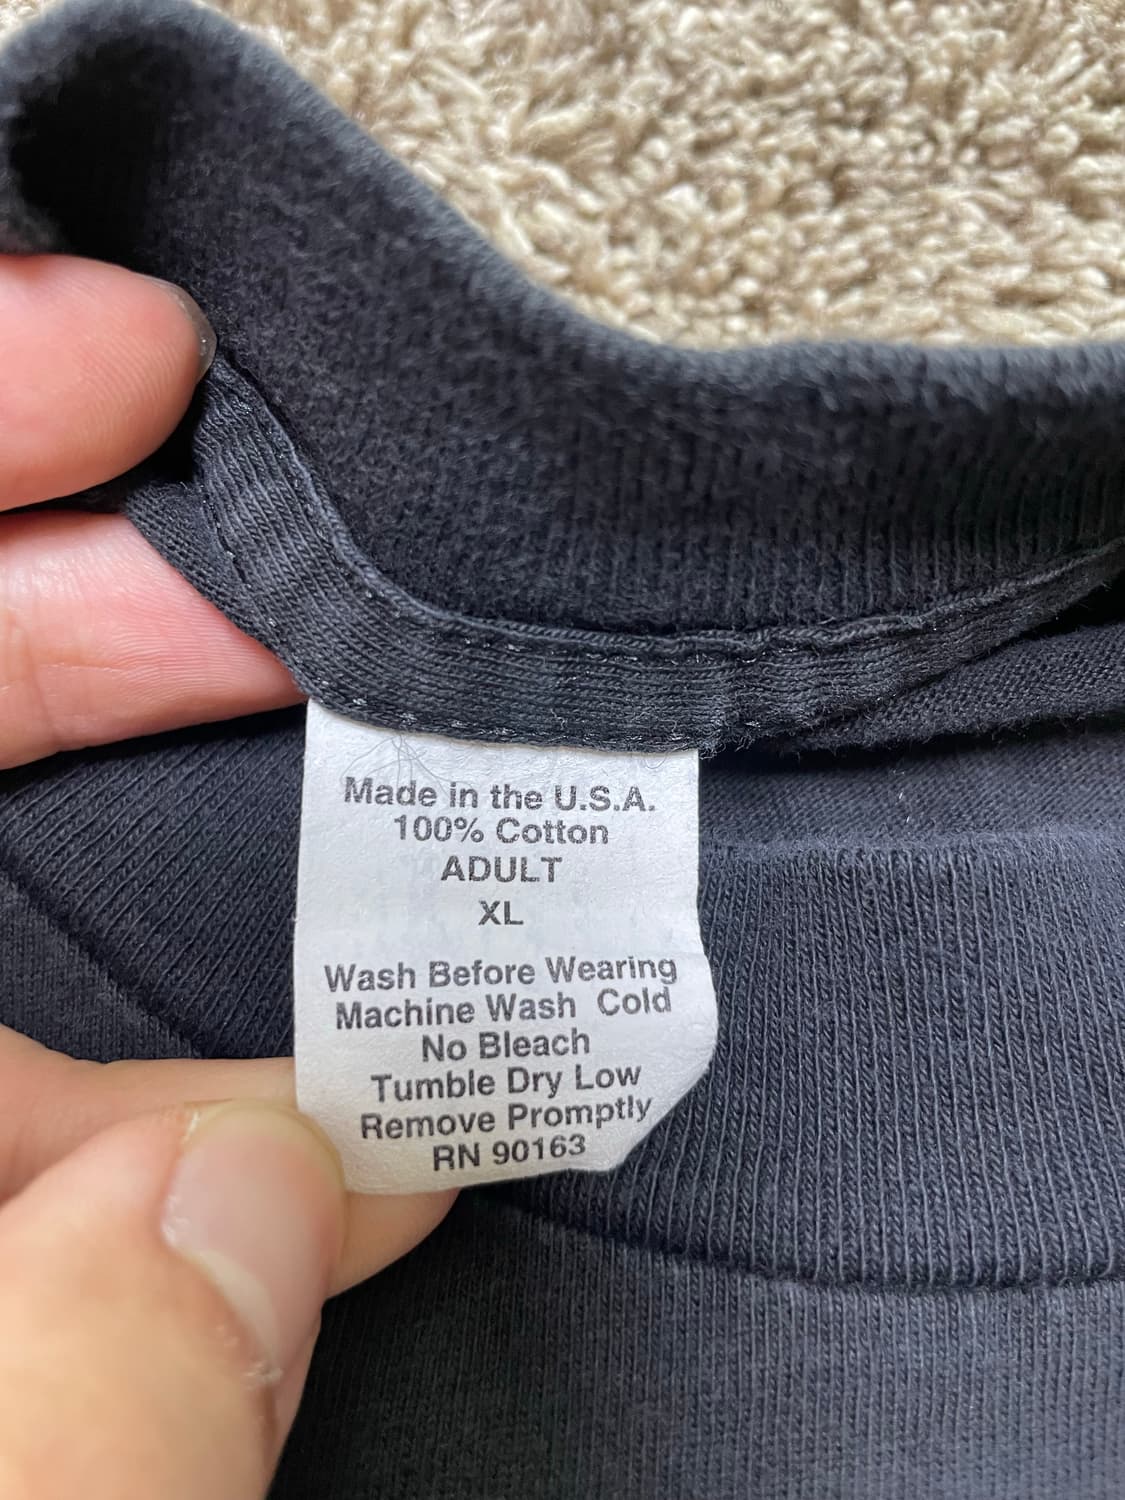 Made in the U.S.A.
100% Cotton
ADULT
XL
Wash Before Wearing
Machine Wash Cold
No Bleach
Tumble Dry Low
Remove Promptly
RN 90163